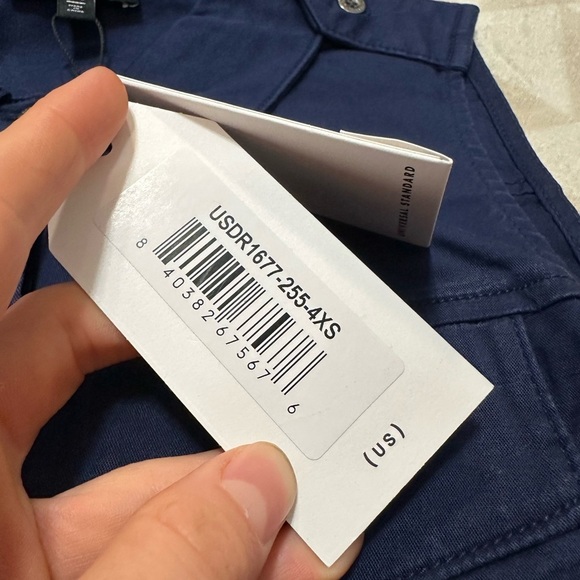 UNIVERSAL STANDARD
USDR1677-255-4XS
8 40382 67567 6
(US)